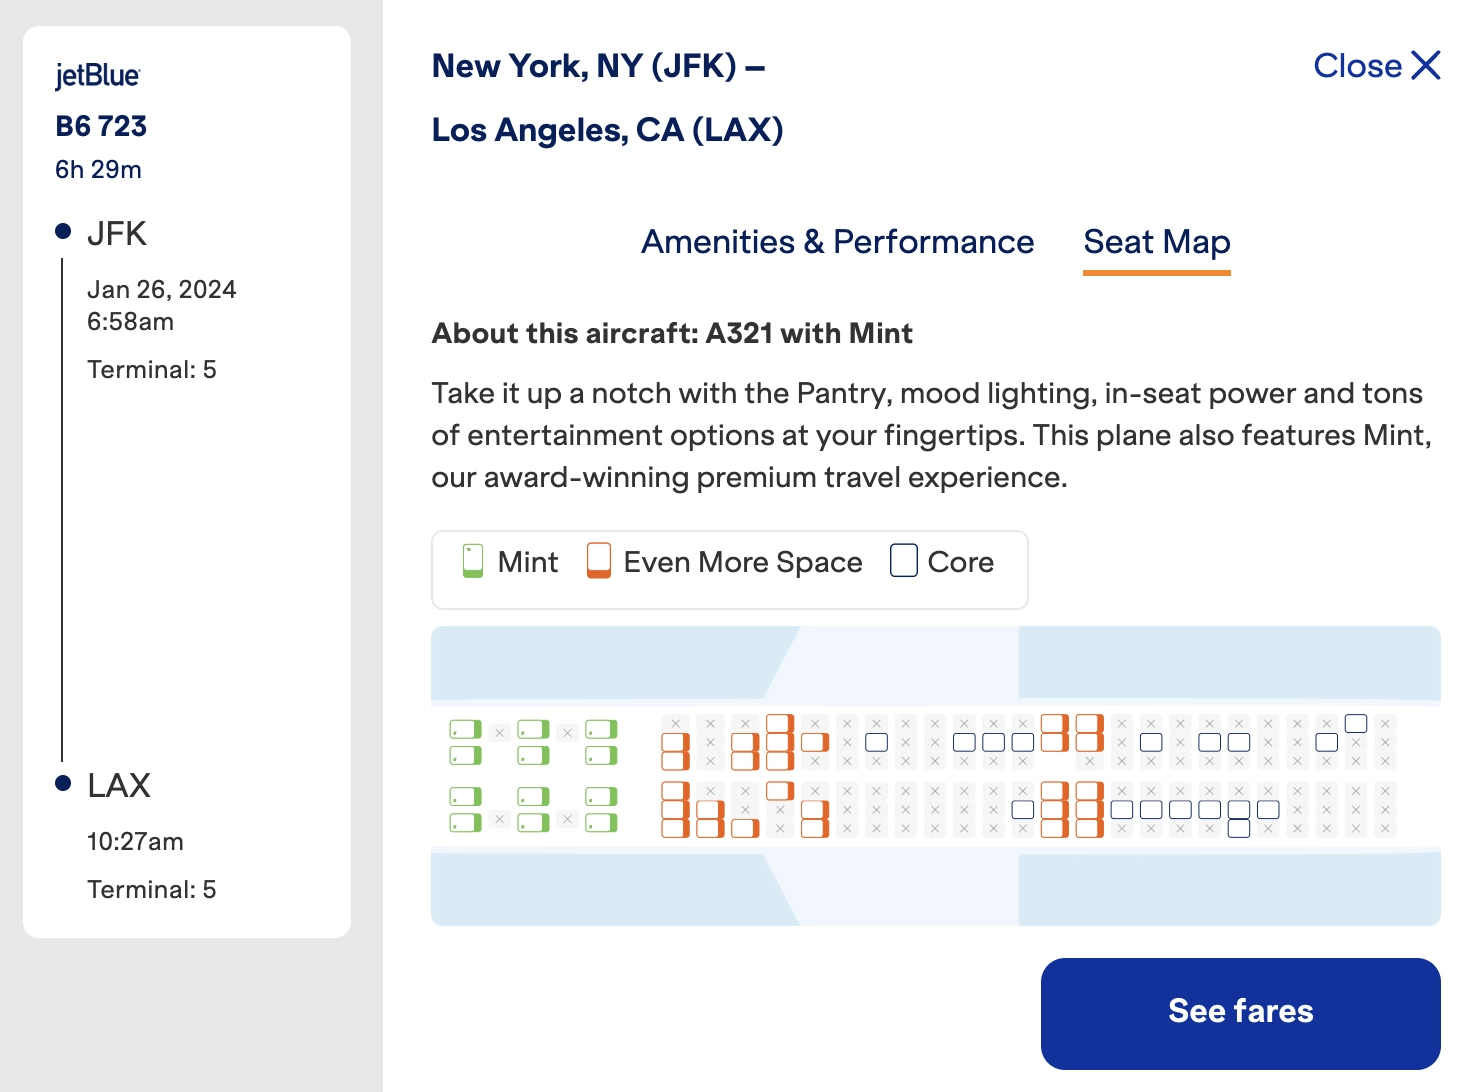 jetBlue
B6 723
6h 29m
JFK
Jan 26, 2024
6:58am
Terminal: 5
LAX
10:27am
Terminal: 5
New York, NY (JFK) –
Los Angeles, CA (LAX)
Close
Amenities & Performance
Seat Map
About this aircraft: A321 with Mint
Take it up a notch with the Pantry, mood lighting, in-seat power and tons
of entertainment options at your fingertips. This plane also features Mint,
our award-winning premium travel experience.
Mint
Even More Space
Core
See fares